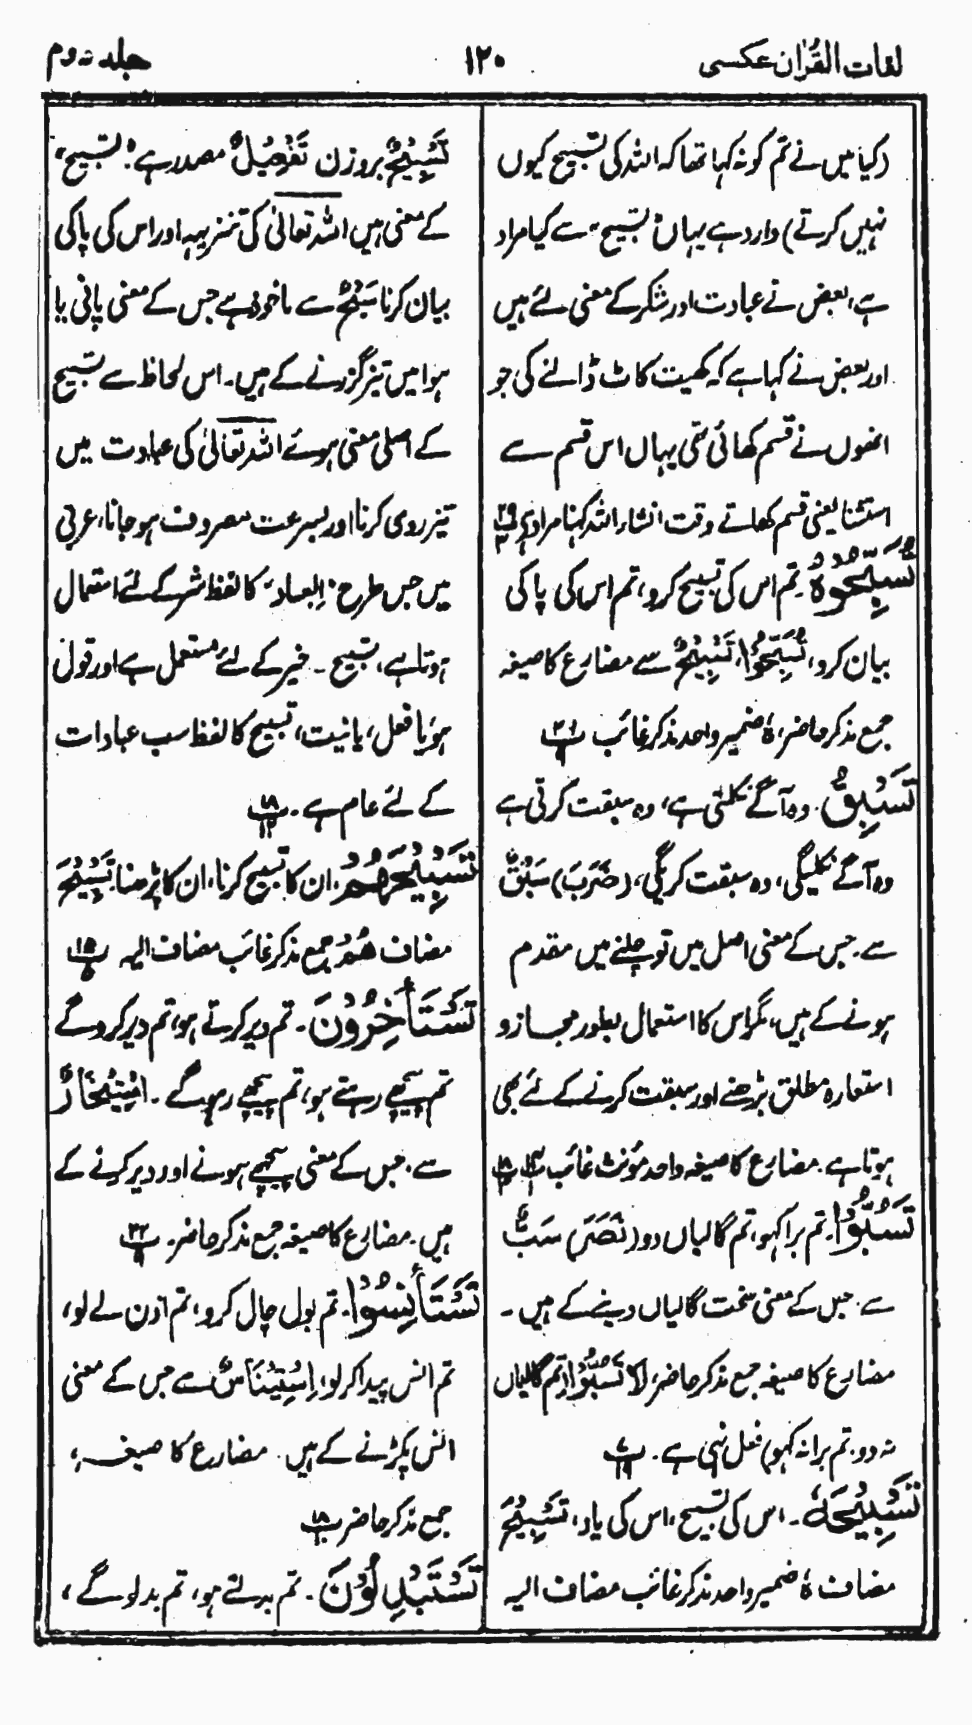 لغات القرآن عکسی
۱۲۰
جلد دوم
(کیا میں نے تم کو نہ کہا تھا کہ اللہ کی تسبیح کیوں
نہیں کرتے) وارد ہے یہاں "تسبیح" سے کیا مراد
ہے، بعض نے عبادت اور شکر کے معنی لئے ہیں
اور بعض نے کہا ہے کہ کھیت کاٹ ڈالنے کی جو
انھوں نے قسم کھائی تھی یہاں اس قسم سے
استثنا یعنی قسم کھاتے وقت انشاء اللہ کہنا مراد ہے
تُسَبِّحُوْهُ۔ تم اس کی تسبیح کرو، تم اس کی پاکی
بیان کرو، تُسَبِّحُوْا، تَسْبِیْحٌ سے مضارع کا صیغہ
جمع مذکر حاضر، ہٗ ضمیر واحد مذکر غائب
تَسْبِقُ۔ وہ آگے نکلتی ہے، وہ سبقت کرتی ہے
وہ آگے نکلیگی، وہ سبقت کریگی، (ضَرَبَ) سَبْقٌ
سے۔ جس کے معنی اصل میں تو چلنے میں مقدم
ہونے کے ہیں، مگر اس کا استعمال بطور مجاز و
استعارہ مطلق بڑھنے اور سبقت کرنے کے لئے بھی
ہوتا ہے۔ مضارع کا صیغہ واحد مؤنث غائب
تَسُبُّوْا۔ تم برا کہو، تم گالیاں دو (نَصَرَ) سَبٌّ
سے۔ جس کے معنی سخت گالیاں دینے کے ہیں۔
مضارع کا صیغہ جمع مذکر حاضر، لَا تَسُبُّوْا (تم گالیاں
نہ دو۔ تم برا نہ کہو) فعل نہی ہے۔
تَسْبِیْحَہٗ۔ اس کی تسبیح، اس کی یاد، تَسْبِیْحَ
مضاف ہٗ ضمیر واحد مذکر غائب مضاف الیہ
تَسْبِیْحٌ بروزن تَفْعِیْلٌ مصدر ہے "تسبیح"
کے معنی ہیں اللہ تعالیٰ کی تنزیہہ اور اس کی پاکی
بیان کرنا سَبْحٌ سے ماخوذ ہے جس کے معنی پانی یا
ہوا میں تیز گزرنے کے ہیں۔ اس لحاظ سے تسبیح
کے اصلی معنی ہوئے اللہ تعالیٰ کی عبادت میں
تیز روی کرنا اور بسرعت مصروف ہو جانا، عربی
میں جس طرح کا لفظ شر کے لئے استعمال
ہوتا ہے، تسبیح۔ خیر کے لئے مستعمل ہے اور قول
ہو یا فعل، یا نیت، تسبیح کا لفظ سب عبادات
کے لئے عام ہے۔
تَسْبِیْحَهُمْ۔ ان کا تسبیح کرنا، ان کا پڑھنا تَسْبِیْحَ
مضاف هُمْ جمع مذکر غائب مضاف الیہ
تَسْتَأْخِرُوْنَ۔ تم دیر کرتے ہو، تم دیر کرو گے
تم پیچھے رہتے ہو، تم پیچھے رہو گے۔ اِسْتِیْخَارٌ
سے۔ جس کے معنی پیچھے ہونے اور دیر کرنے کے
ہیں۔ مضارع کا صیغہ جمع مذکر حاضر۔
تَسْتَأْنِسُوْا۔ تم بول چال کرو، تم اذن لے لو،
تم انس پیدا کر لو، اِسْتِیْنَاسٌ سے جس کے معنی
انس پکڑنے کے ہیں۔ مضارع کا صیغہ،
جمع مذکر حاضر
تَسْتَبْدِلُوْنَ۔ تم بدلتے ہو، تم بدلو گے،